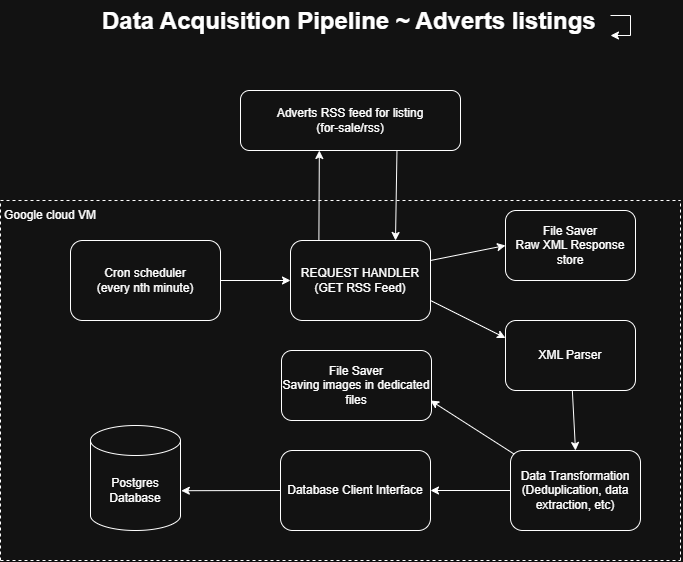 Data Acquisition Pipeline ~ Adverts listings
Adverts RSS feed for listing
(for-sale/rss)
Google cloud VM
Cron scheduler
(every nth minute)
REQUEST HANDLER
(GET RSS Feed)
File Saver
Raw XML Response
store
XML Parser
File Saver
Saving images in dedicated
files
Postgres
Database
Database Client Interface
Data Transformation
(Deduplication, data
extraction, etc)